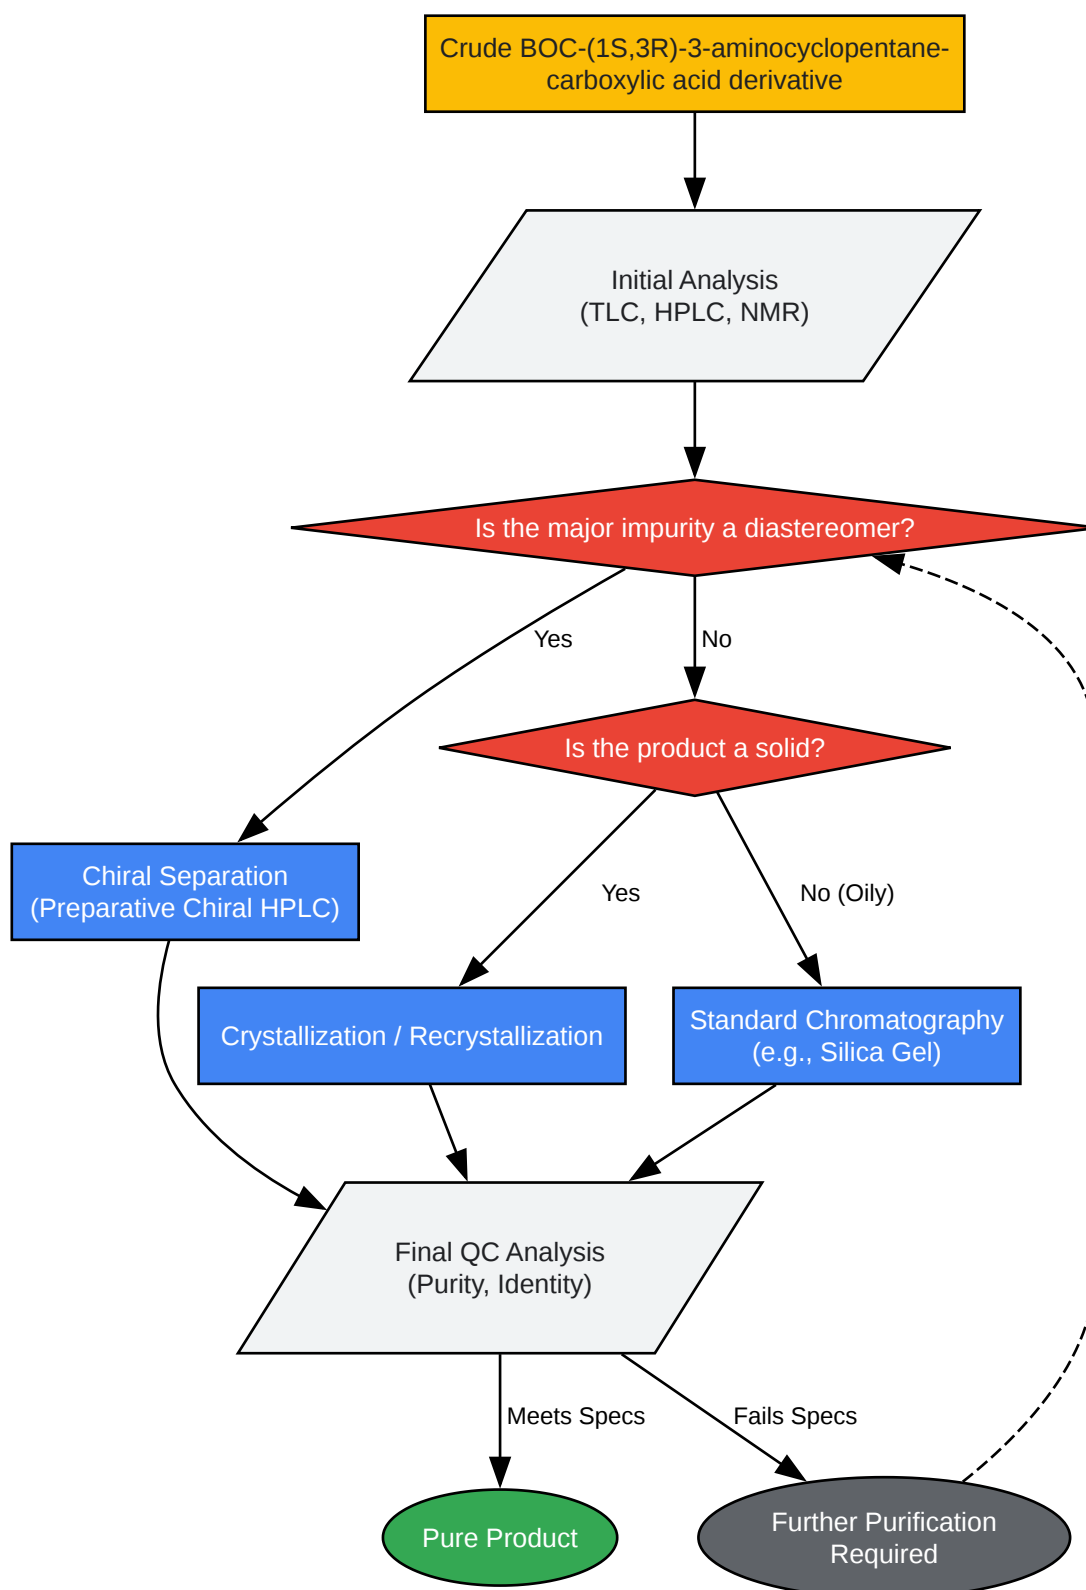 Crude BOC-(1S,3R)-3-aminocyclopentane-
carboxylic acid derivative
Initial Analysis
(TLC, HPLC, NMR)
Is the major impurity a diastereomer?
Yes
No
Is the product a solid?
Chiral Separation
(Preparative Chiral HPLC)
Yes
No (Oily)
Crystallization / Recrystallization
Standard Chromatography
(e.g., Silica Gel)
Final QC Analysis
(Purity, Identity)
Meets Specs
Fails Specs
Pure Product
Further Purification
Required